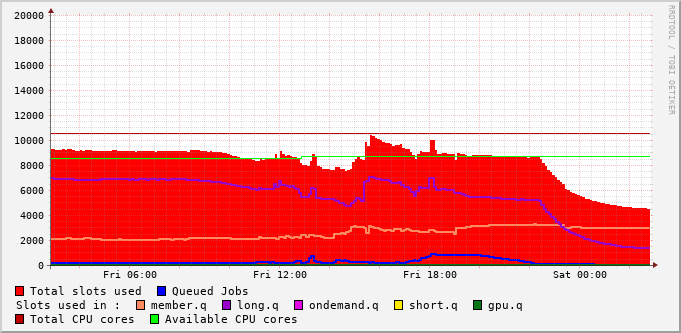 20000
18000
16000
14000
12000
10000
8000
6000
4000
2000
0
Fri 06:00 Fri 12:00 Fri 18:00 Sat 00:00
Total slots used Queued Jobs
Slots used in : member.q long.q ondemand.q short.q gpu.q
Total CPU cores Available CPU cores
RRDTOOL / TOBI OETIKER